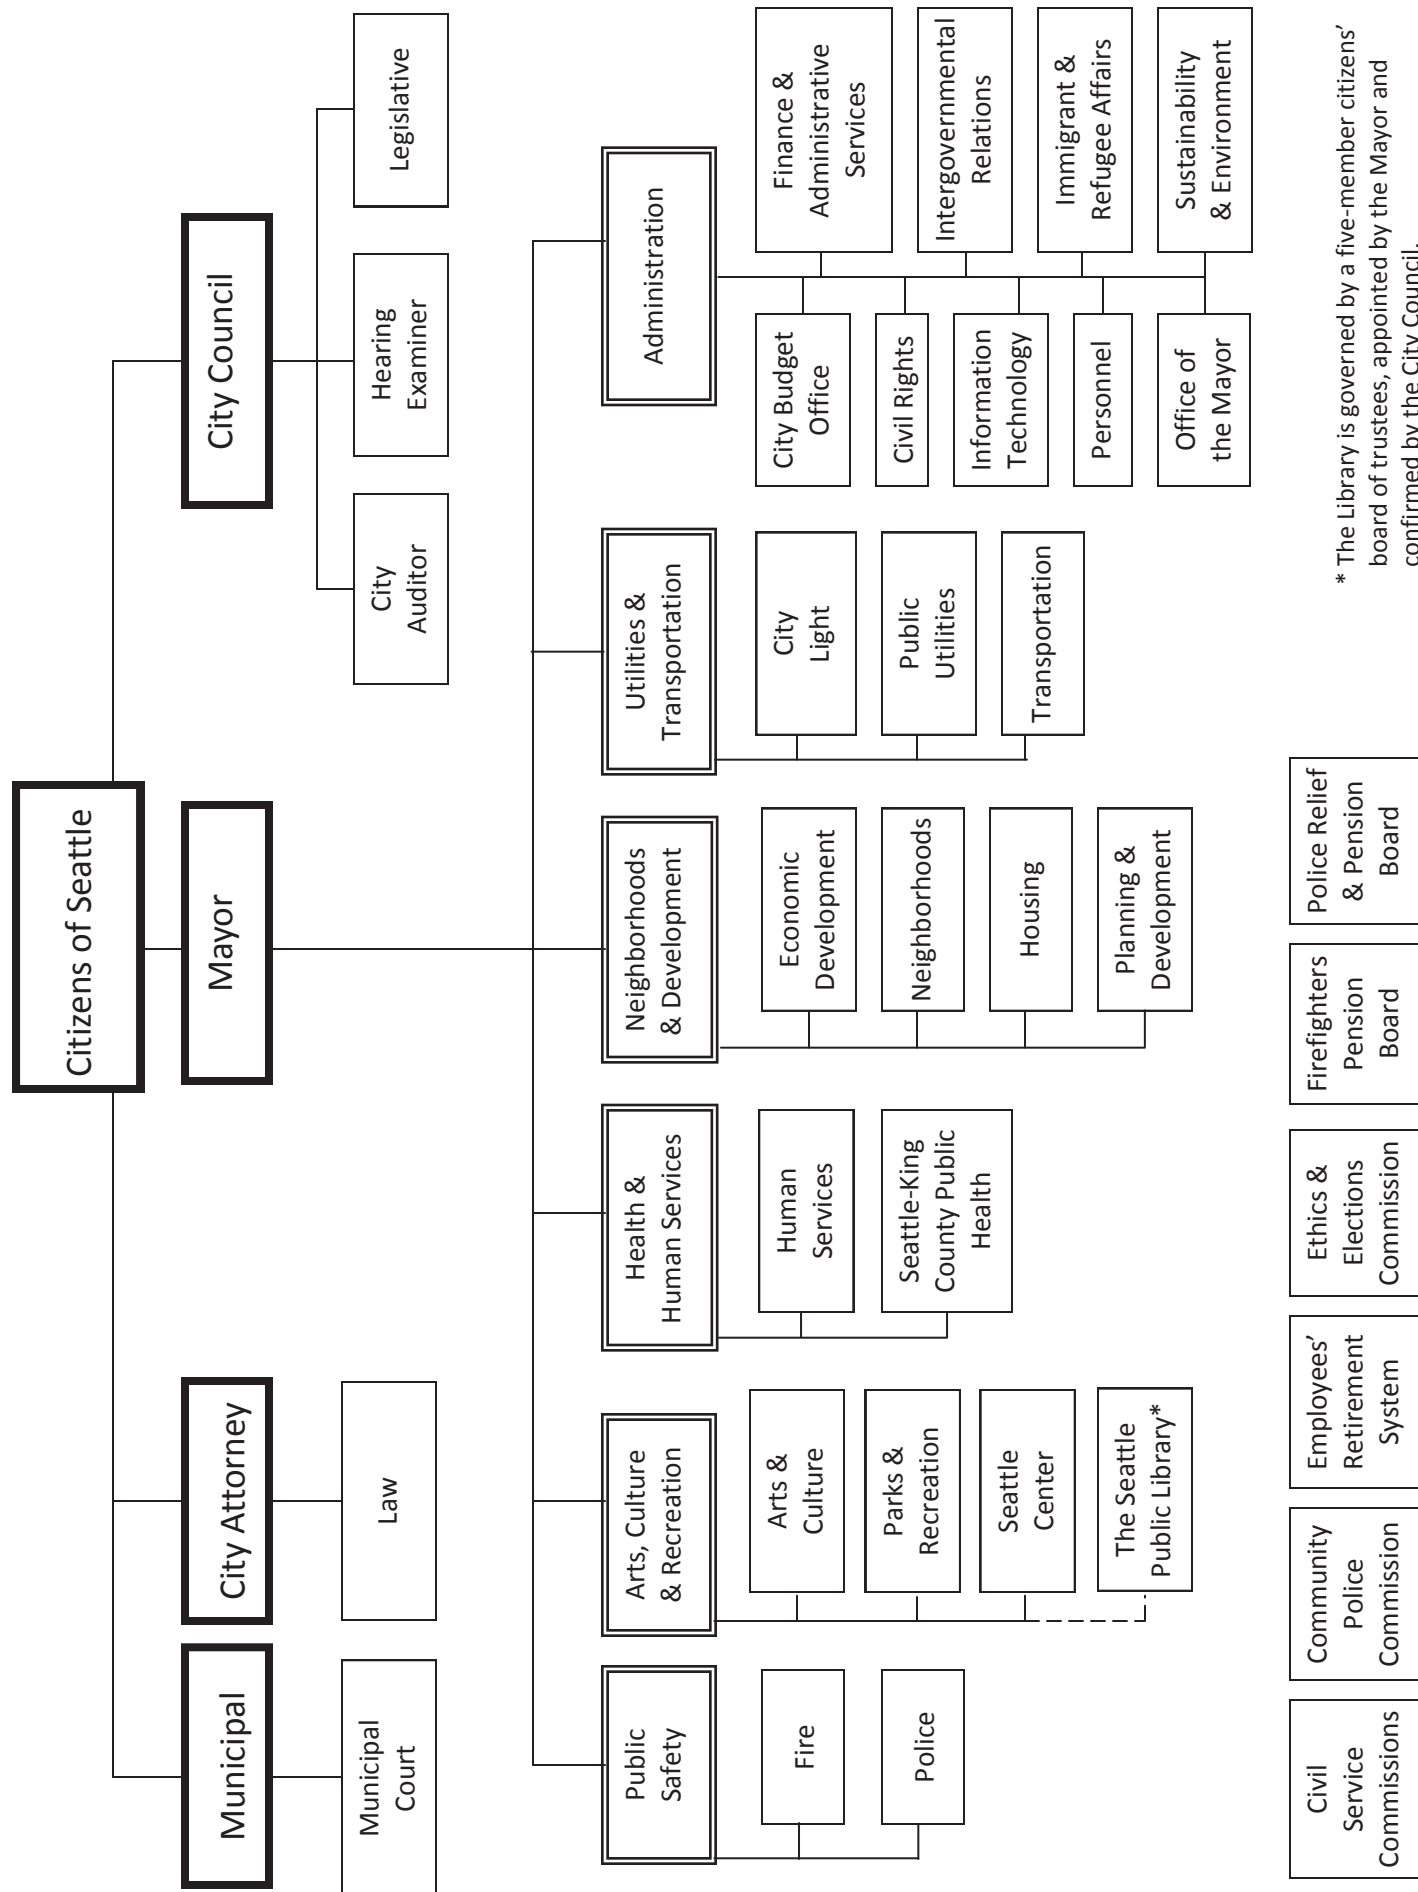 Citizens of Seattle
Municipal
City Attorney
Mayor
City Council
Municipal
Court
Law
City
Auditor
Hearing
Examiner
Legislative
Public
Safety
Arts, Culture
& Recreation
Health &
Human Services
Neighborhoods
& Development
Utilities &
Transportation
Administration
Fire
Police
Arts &
Culture
Parks &
Recreation
Seattle
Center
The Seattle
Public Library*
Human
Services
Seattle-King
County Public
Health
Economic
Development
Neighborhoods
Housing
Planning &
Development
City
Light
Public
Utilities
Transportation
City Budget
Office
Civil Rights
Information
Technology
Personnel
Office of
the Mayor
Finance &
Administrative
Services
Intergovernmental
Relations
Immigrant &
Refugee Affairs
Sustainability
& Environment
Civil
Service
Commissions
Community
Police
Commission
Employees’
Retirement
System
Ethics &
Elections
Commission
Firefighters
Pension
Board
Police Relief
& Pension
Board
* The Library is governed by a five-member citizens’
board of trustees, appointed by the Mayor and
confirmed by the City Council.